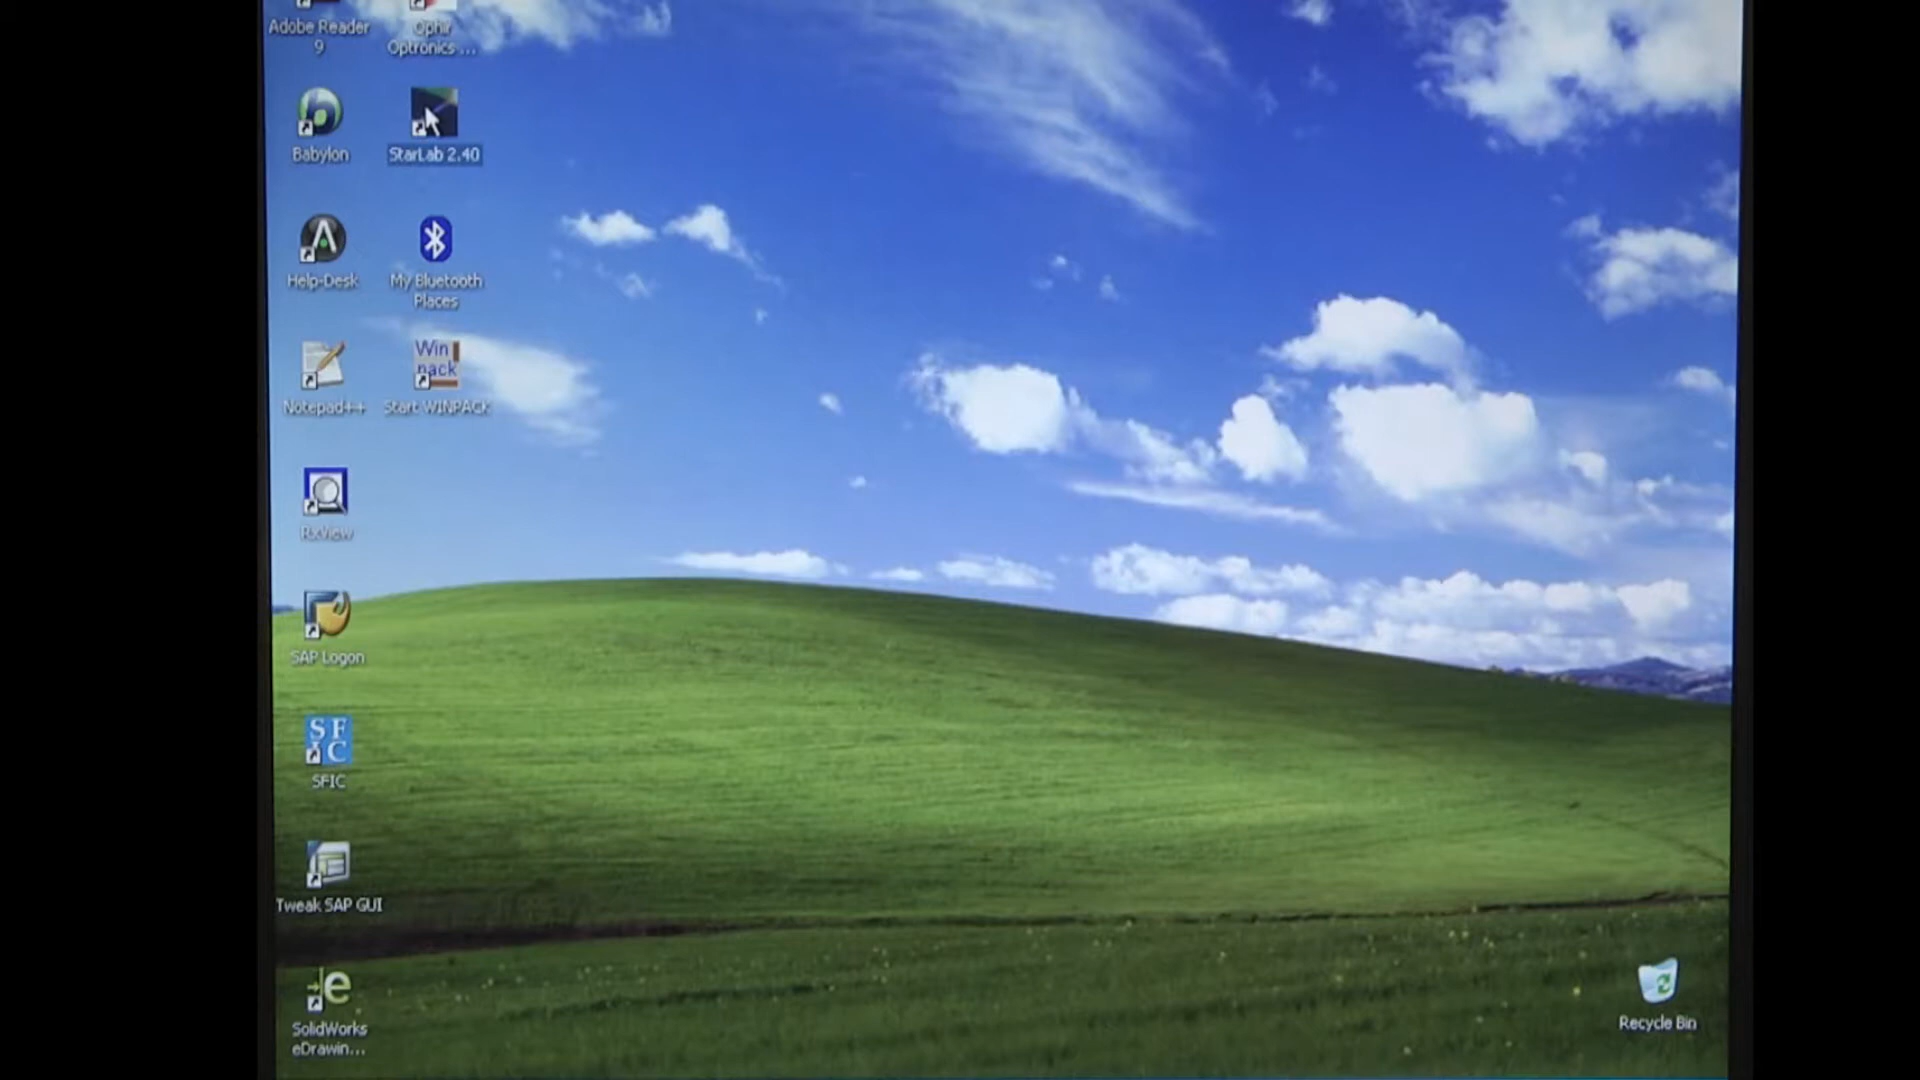 Adobe Reader
9
Ophir
Optronics ...
Babylon
StarLab 2.40
Help-Desk
My Bluetooth
Places
Win
pack
Notepad++
Start WINPACK
RxView
SAP Logon
S F
C
SFIC
Tweak SAP GUI
e
SolidWorks
eDrawin...
Recycle Bin